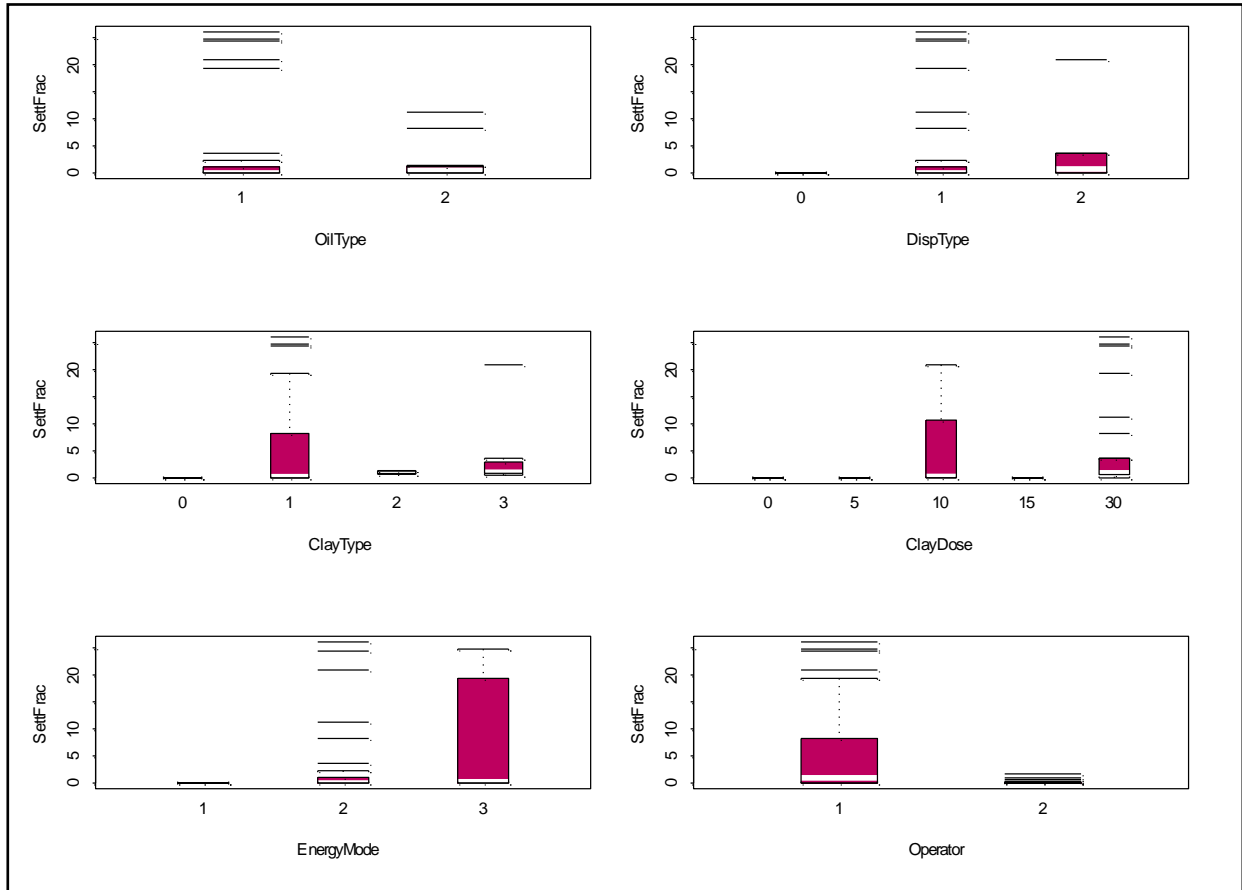 SettFrac
0 5 10 20
1 2
OilType
SettFrac
0 5 10 20
0 1 2
DispType
SettFrac
0 5 10 20
0 1 2 3
ClayType
SettFrac
0 5 10 20
0 5 10 15 30
ClayDose
SettFrac
0 5 10 20
1 2 3
EnergyMode
SettFrac
0 5 10 20
1 2
Operator